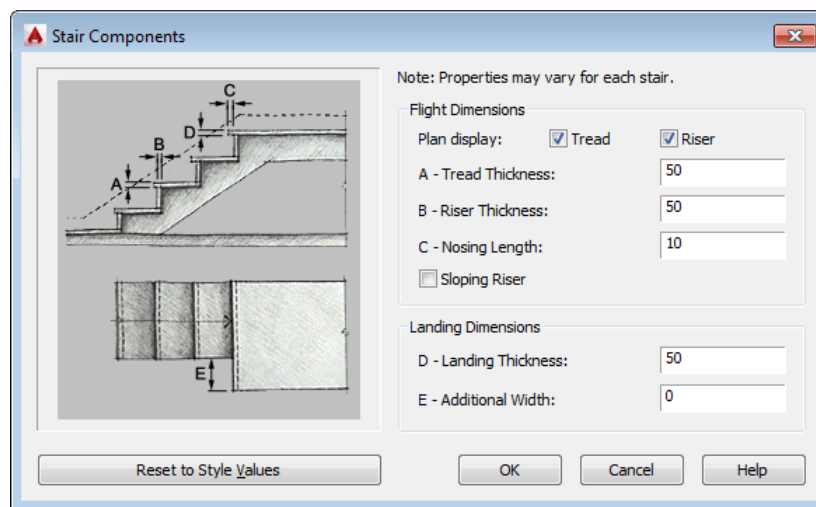 Stair Components
C
D
B
A
E
Note: Properties may vary for each stair.
Flight Dimensions
Plan display: Tread Riser
A - Tread Thickness: 50
B - Riser Thickness: 50
C - Nosing Length: 10
Sloping Riser
Landing Dimensions
D - Landing Thickness: 50
E - Additional Width: 0
Reset to Style Values OK Cancel Help